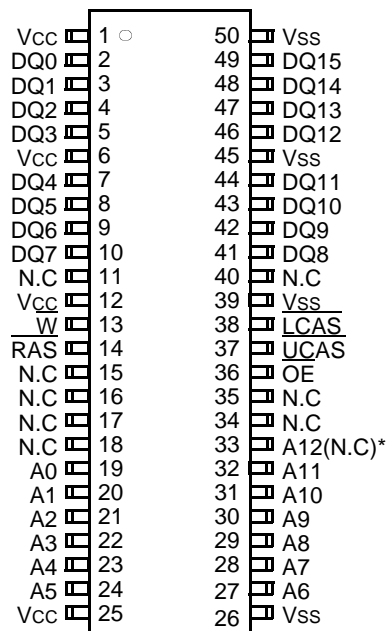 VCC 1 50 VSS
DQ0 2 49 DQ15
DQ1 3 48 DQ14
DQ2 4 47 DQ13
DQ3 5 46 DQ12
VCC 6 45 VSS
DQ4 7 44 DQ11
DQ5 8 43 DQ10
DQ6 9 42 DQ9
DQ7 10 41 DQ8
N.C 11 40 N.C
VCC 12 39 VSS
W 13 38 LCAS
RAS 14 37 UCAS
N.C 15 36 OE
N.C 16 35 N.C
N.C 17 34 N.C
N.C 18 33 A12(N.C)*
A0 19 32 A11
A1 20 31 A10
A2 21 30 A9
A3 22 29 A8
A4 23 28 A7
A5 24 27 A6
VCC 25 26 VSS